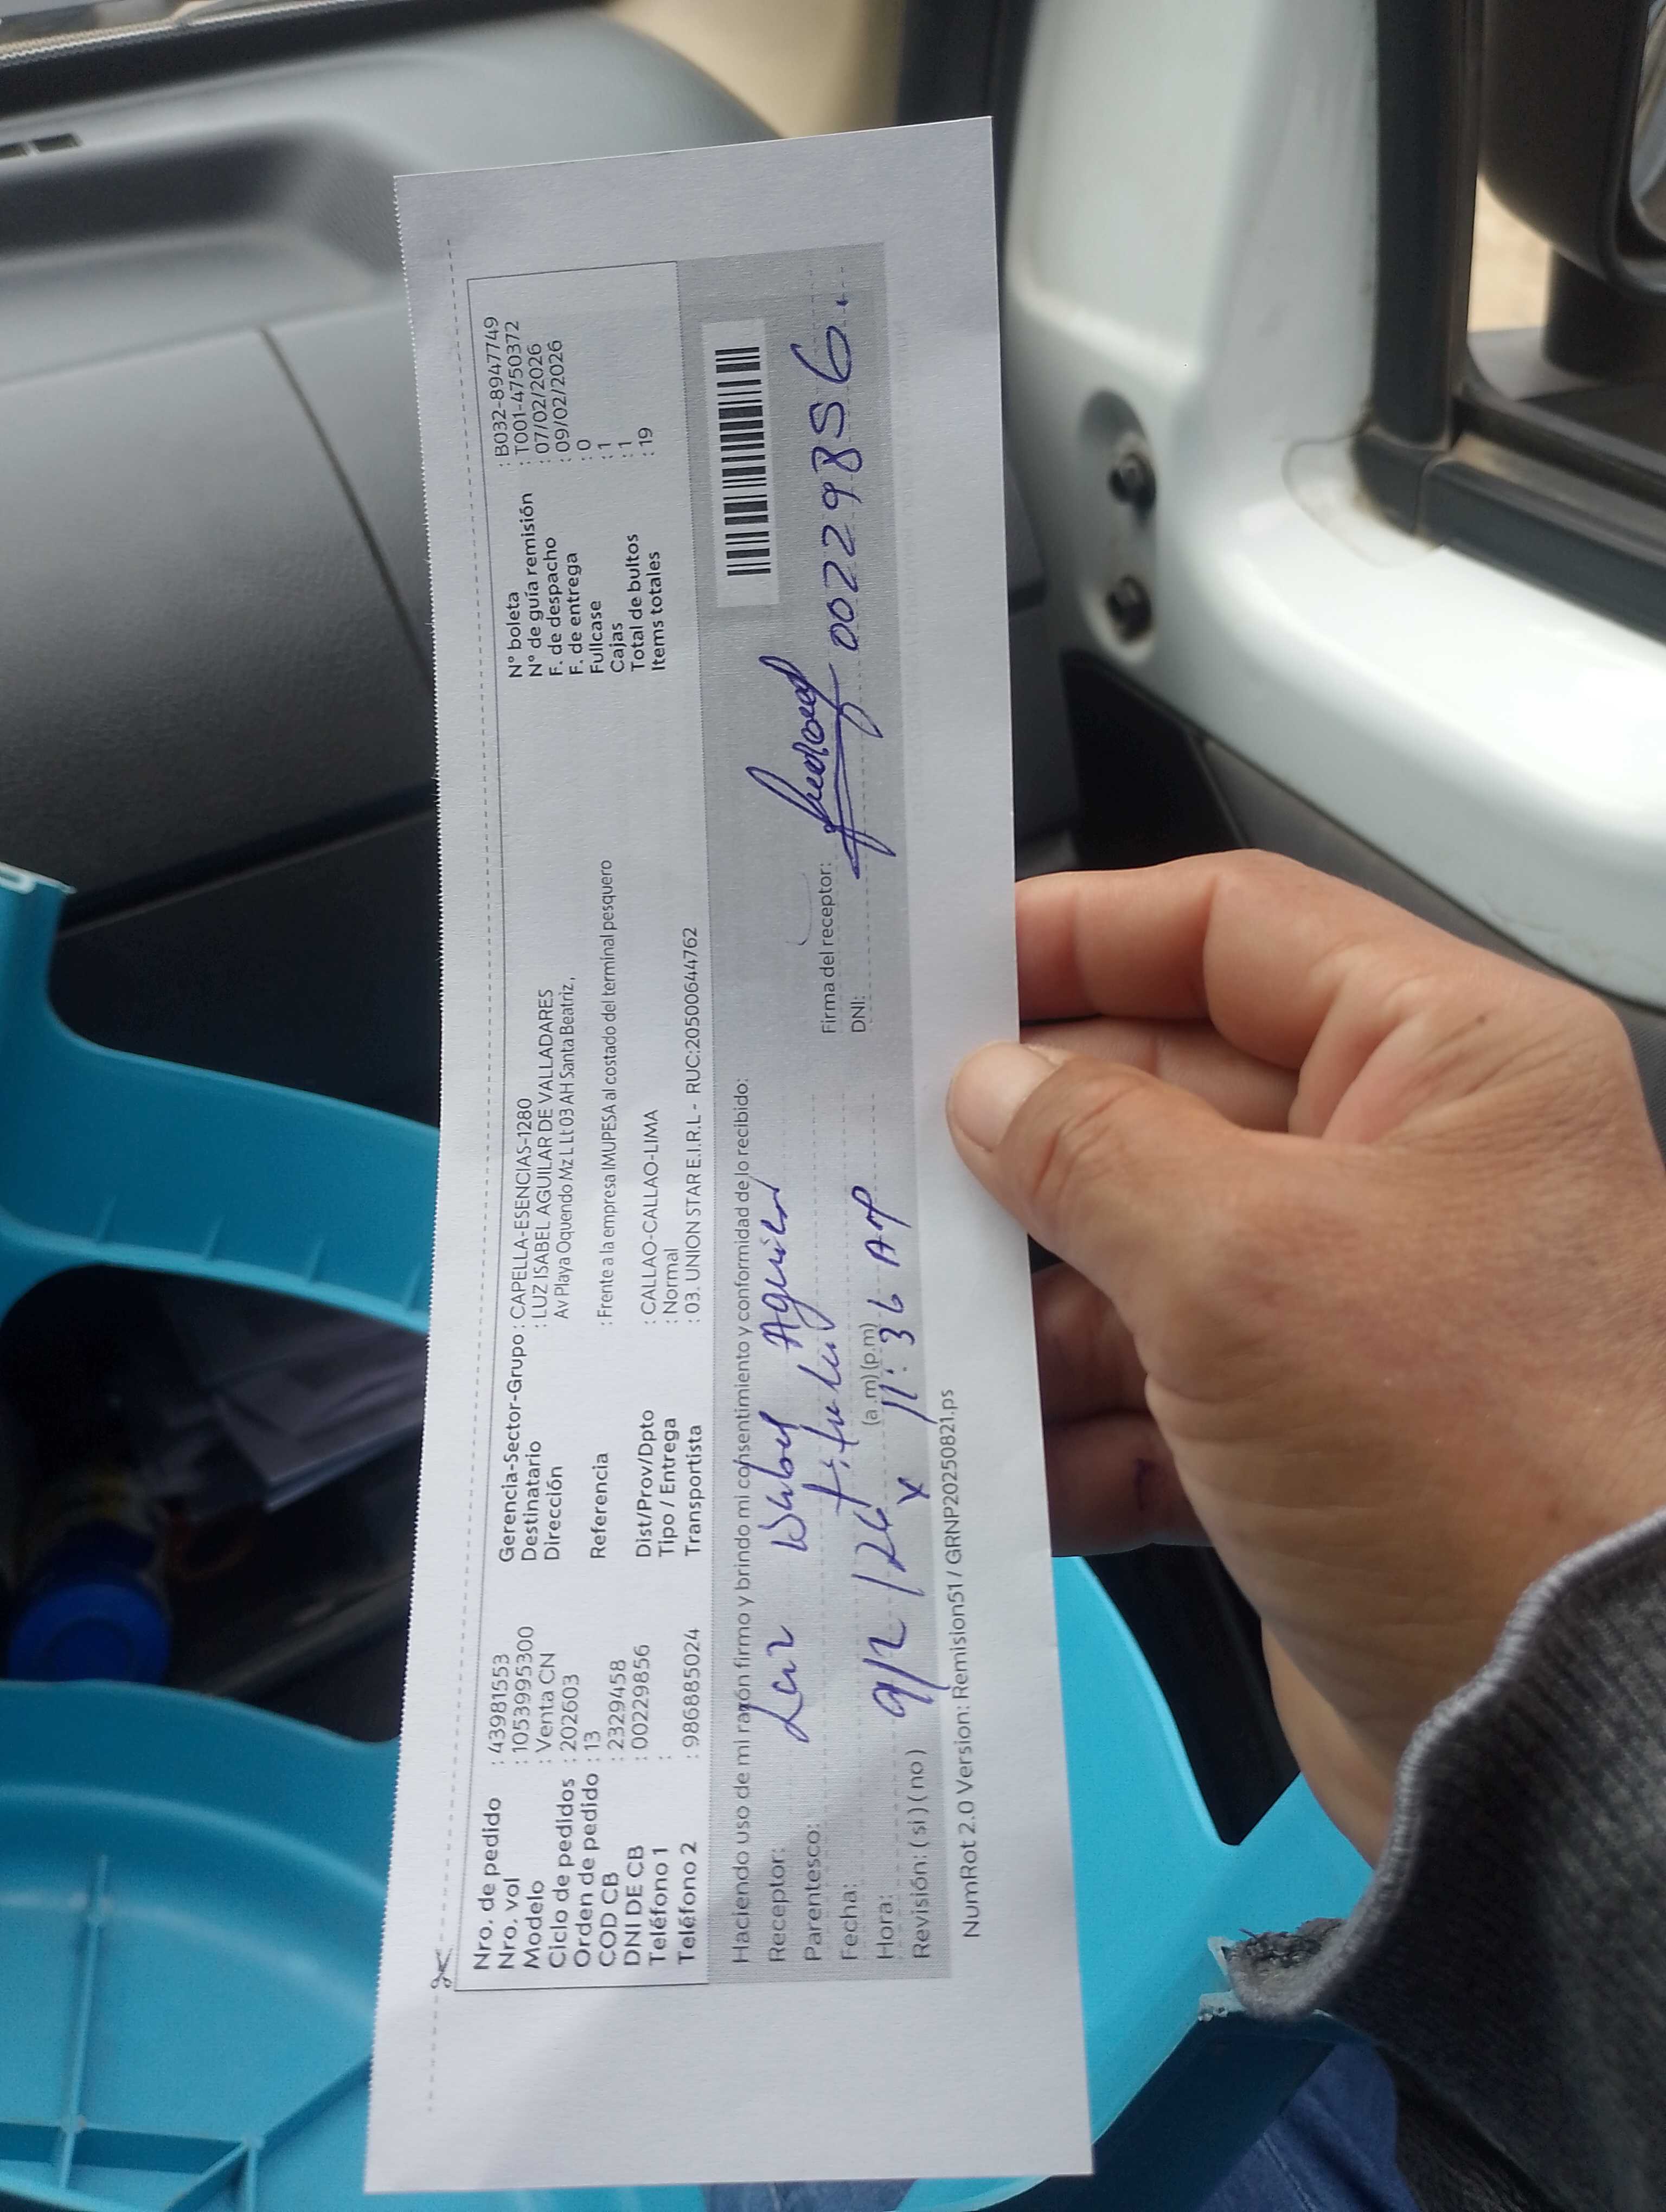 Nro. de pedido : 43981553
Nro. vol : 1053995300
Modelo : Venta CN
Ciclo de pedidos : 202603
Orden de pedido : 13
COD CB : 2329458
DNI DE CB : 00229856
Teléfono 1 :
Teléfono 2 : 986885024
Gerencia-Sector-Grupo : CAPELLA-ESENCIAS-1280
Destinatario : LUZ ISABEL AGUILAR DE VALLADARES
Dirección Av Playa Oquendo Mz L Lt 03 AH Santa Beatriz,
Referencia : Frente a la empresa IMUPESA al costado del terminal pesquero
Dist/Prov/Dpto : CALLAO-CALLAO-LIMA
Tipo / Entrega : Normal
Transportista : 03. UNION STAR E.I.R.L - RUC:20500644762
N° boleta : B032-8947749
N° de guía remisión : T001-4750372
F. de despacho : 07/02/2026
F. de entrega : 09/02/2026
Fullcase : 0
Cajas : 1
Total de bultos : 1
Items totales : 19
Haciendo uso de mi razón firmo y brindo mi consentimiento y conformidad de lo recibido:
Receptor: Luz Isabel Aguilar
Parentesco: titular
Fecha: 9/2/26
Hora: (a.m)(p.m) 11:36 AM
Revisión: (si)(no) x
Firma del receptor:
DNI: 00229856
NumRot 2.0 Version: Remision51 / GRNP20250821.ps